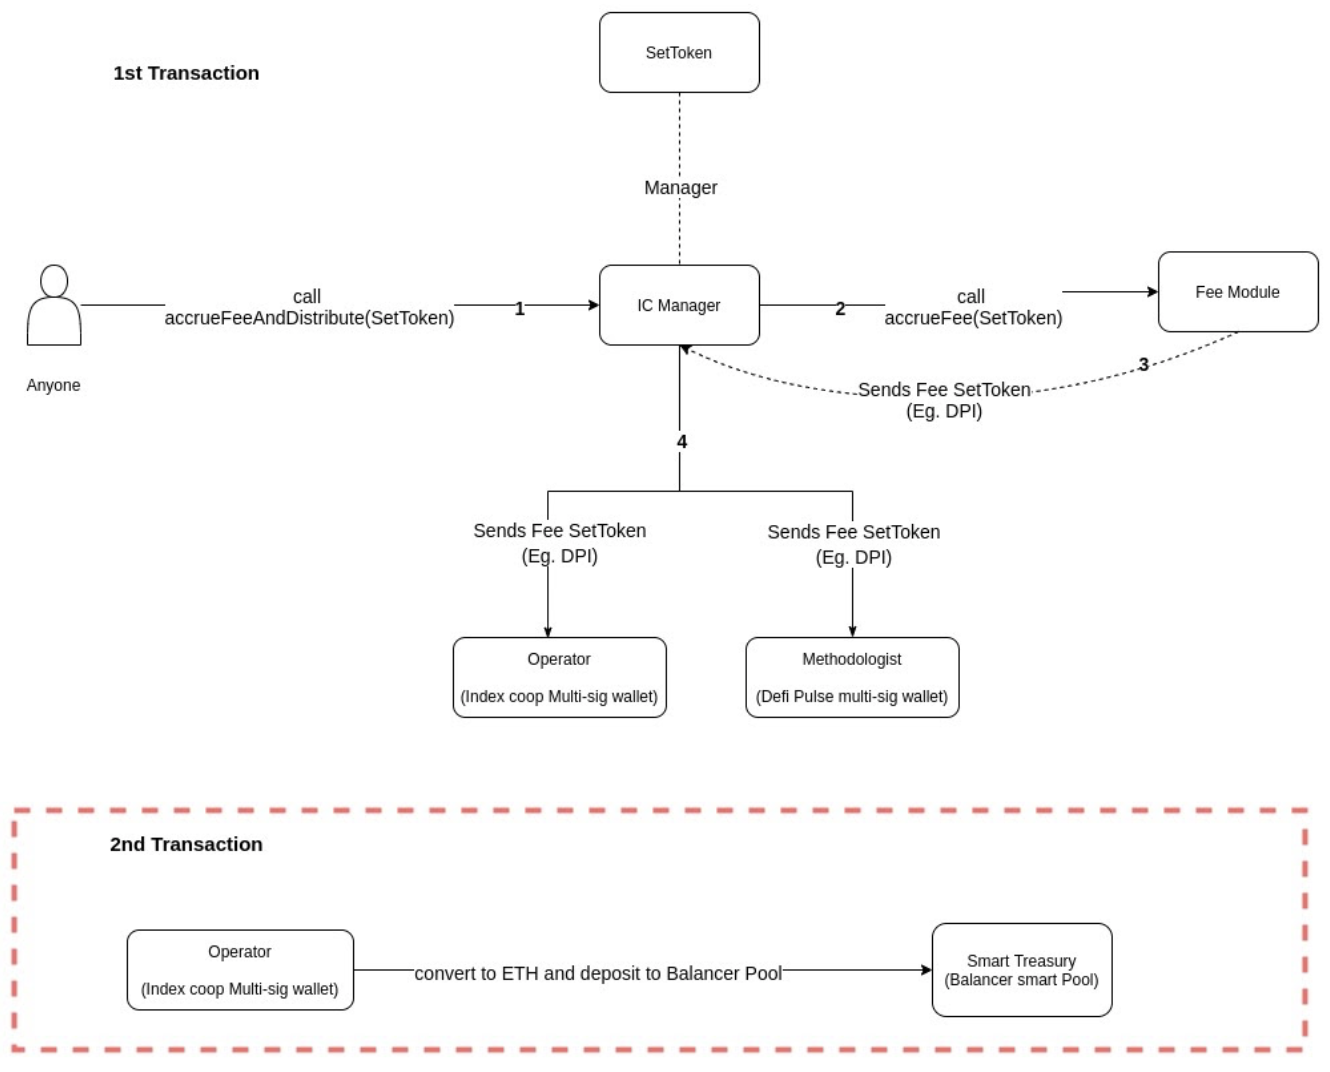 SetToken
1st Transaction
Manager
call
accrueFeeAndDistribute(SetToken)
1
IC Manager
2
call
accrueFee(SetToken)
Fee Module
Anyone
3
Sends Fee SetToken
(Eg. DPI)
4
Sends Fee SetToken
(Eg. DPI)
Sends Fee SetToken
(Eg. DPI)
Operator
(Index coop Multi-sig wallet)
Methodologist
(Defi Pulse multi-sig wallet)
2nd Transaction
Operator
(Index coop Multi-sig wallet)
convert to ETH and deposit to Balancer Pool
Smart Treasury
(Balancer smart Pool)